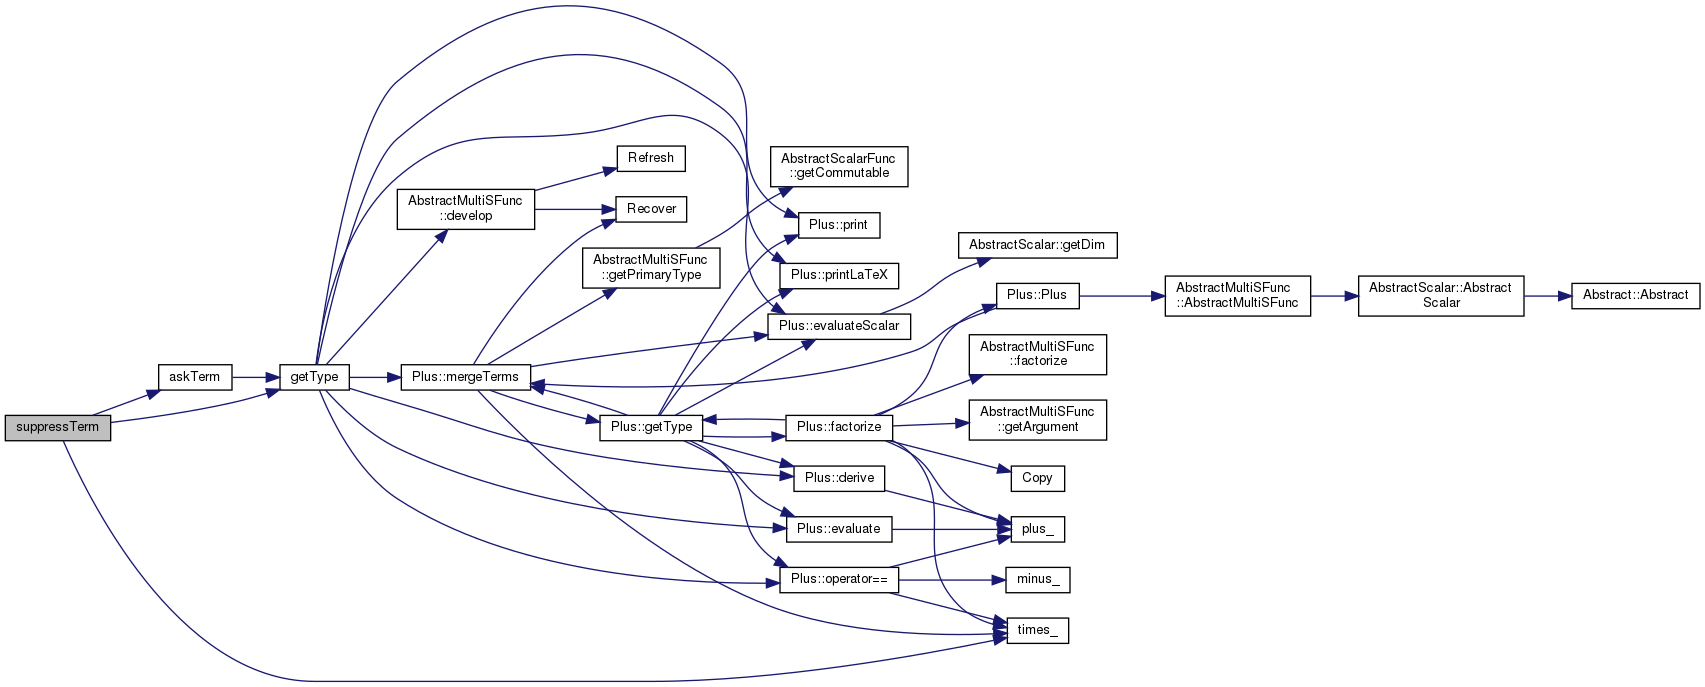 suppressTerm
askTerm
getType
AbstractMultiSFunc
::develop
Plus::mergeTerms
Refresh
Recover
AbstractMultiSFunc
::getPrimaryType
Plus::getType
AbstractScalarFunc
::getCommutable
Plus::print
Plus::printLaTeX
Plus::evaluateScalar
Plus::factorize
Plus::derive
Plus::evaluate
Plus::operator==
AbstractScalar::getDim
Plus::Plus
AbstractMultiSFunc
::factorize
AbstractMultiSFunc
::getArgument
Copy
plus_
minus_
times_
AbstractMultiSFunc
::AbstractMultiSFunc
AbstractScalar::Abstract
Scalar
Abstract::Abstract